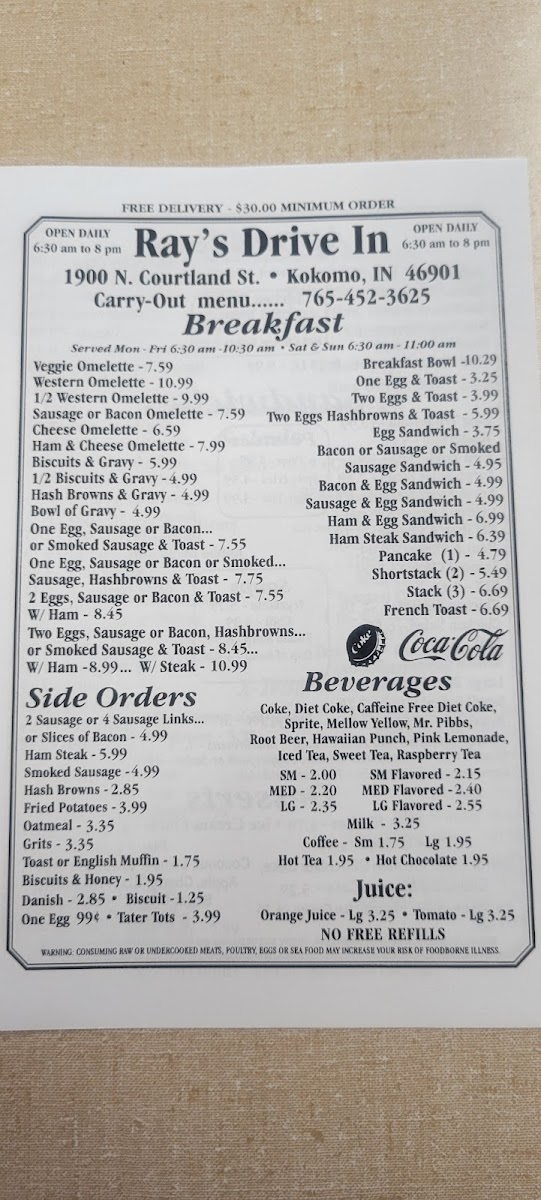 FREE DELIVERY - $30.00 MINIMUM ORDER
OPEN DAILY
6:30 am to 8 pm
Ray's Drive In
OPEN DAILY
6:30 am to 8 pm
1900 N. Courtland St. • Kokomo, IN 46901
Carry-Out menu...... 765-452-3625
Breakfast
Served Mon - Fri 6:30 am -10:30 am • Sat & Sun 6:30 am - 11:00 am
Veggie Omelette - 7.59
Western Omelette - 10.99
1/2 Western Omelette - 9.99
Sausage or Bacon Omelette - 7.59
Cheese Omelette - 6.59
Ham & Cheese Omelette - 7.99
Biscuits & Gravy - 5.99
1/2 Biscuits & Gravy - 4.99
Hash Browns & Gravy - 4.99
Bowl of Gravy - 4.99
One Egg, Sausage or Bacon...
or Smoked Sausage & Toast - 7.55
One Egg, Sausage or Bacon or Smoked...
Sausage, Hashbrowns & Toast - 7.75
2 Eggs, Sausage or Bacon & Toast - 7.55
W/ Ham - 8.45
Two Eggs, Sausage or Bacon, Hashbrowns...
or Smoked Sausage & Toast - 8.45...
W/ Ham -8.99... W/ Steak - 10.99
Breakfast Bowl -10.29
One Egg & Toast - 3.25
Two Eggs & Toast - 3.99
Two Eggs Hashbrowns & Toast - 5.99
Egg Sandwich - 3.75
Bacon or Sausage or Smoked
Sausage Sandwich - 4.95
Bacon & Egg Sandwich - 4.99
Sausage & Egg Sandwich - 4.99
Ham & Egg Sandwich - 6.99
Ham Steak Sandwich - 6.39
Pancake (1) - 4.79
Shortstack (2) - 5.49
Stack (3) - 6.69
French Toast - 6.69
Coke
Coca-Cola
Side Orders
2 Sausage or 4 Sausage Links...
or Slices of Bacon - 4.99
Ham Steak - 5.99
Smoked Sausage -4.99
Hash Browns - 2.85
Fried Potatoes - 3.99
Oatmeal - 3.35
Grits - 3.35
Toast or English Muffin - 1.75
Biscuits & Honey - 1.95
Danish - 2.85 • Biscuit -1.25
One Egg 99¢ • Tater Tots - 3.99
Beverages
Coke, Diet Coke, Caffeine Free Diet Coke,
Sprite, Mellow Yellow, Mr. Pibbs,
Root Beer, Hawaiian Punch, Pink Lemonade,
Iced Tea, Sweet Tea, Raspberry Tea
SM - 2.00 SM Flavored - 2.15
MED - 2.20 MED Flavored - 2.40
LG - 2.35 LG Flavored - 2.55
Milk - 3.25
Coffee - Sm 1.75 Lg 1.95
Hot Tea 1.95 • Hot Chocolate 1.95
Juice:
Orange Juice - Lg 3.25 • Tomato - Lg 3.25
NO FREE REFILLS
WARNING: CONSUMING RAW OR UNDERCOOKED MEATS, POULTRY, EGGS OR SEA FOOD MAY INCREASE YOUR RISK OF FOODBORNE ILLNESS.